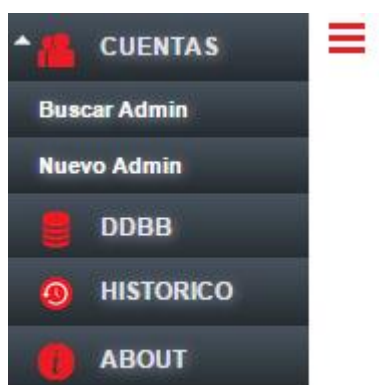 CUENTAS
Buscar Admin
Nuevo Admin
DDBB
HISTORICO
ABOUT